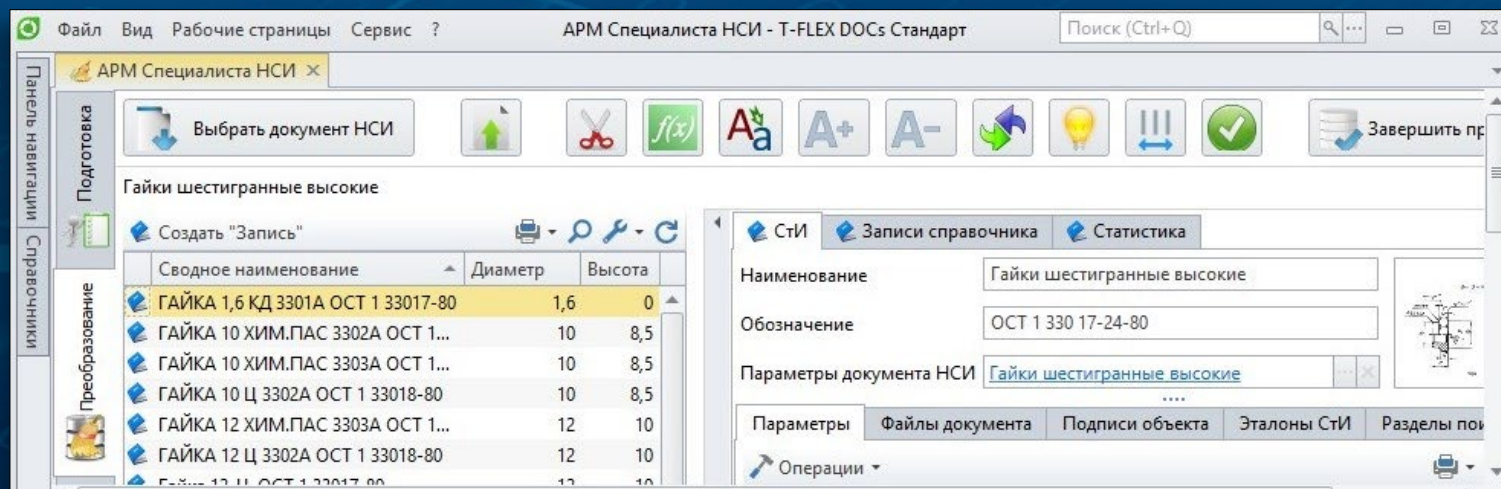 Файл Вид Рабочие страницы Сервис ? АРМ Специалиста НСИ - T-FLEX DOCs Стандарт Поиск (Ctrl+Q)
АРМ Специалиста НСИ
Панель навигации
Справочники
Подготовка
Преобразование
Выбрать документ НСИ f(x) Aa A+ A- Завершить пр
Гайки шестигранные высокие
Создать "Запись"
СтИ Записи справочника Статистика
Сводное наименование Диаметр Высота
Наименование Гайки шестигранные высокие
ГАЙКА 1,6 КД 3301А ОСТ 1 33017-80 1,6 0
ГАЙКА 10 ХИМ.ПАС 3302А ОСТ 1... 10 8,5
Обозначение ОСТ 1 330 17-24-80
ГАЙКА 10 ХИМ.ПАС 3303А ОСТ 1... 10 8,5
Параметры документа НСИ Гайки шестигранные высокие
ГАЙКА 10 Ц 3302А ОСТ 1 33018-80 10 8,5
ГАЙКА 12 ХИМ.ПАС 3303А ОСТ 1... 12 10
Параметры Файлы документа Подписи объекта Эталоны СтИ Разделы пои
ГАЙКА 12 Ц 3302А ОСТ 1 33018-80 12 10
Операции